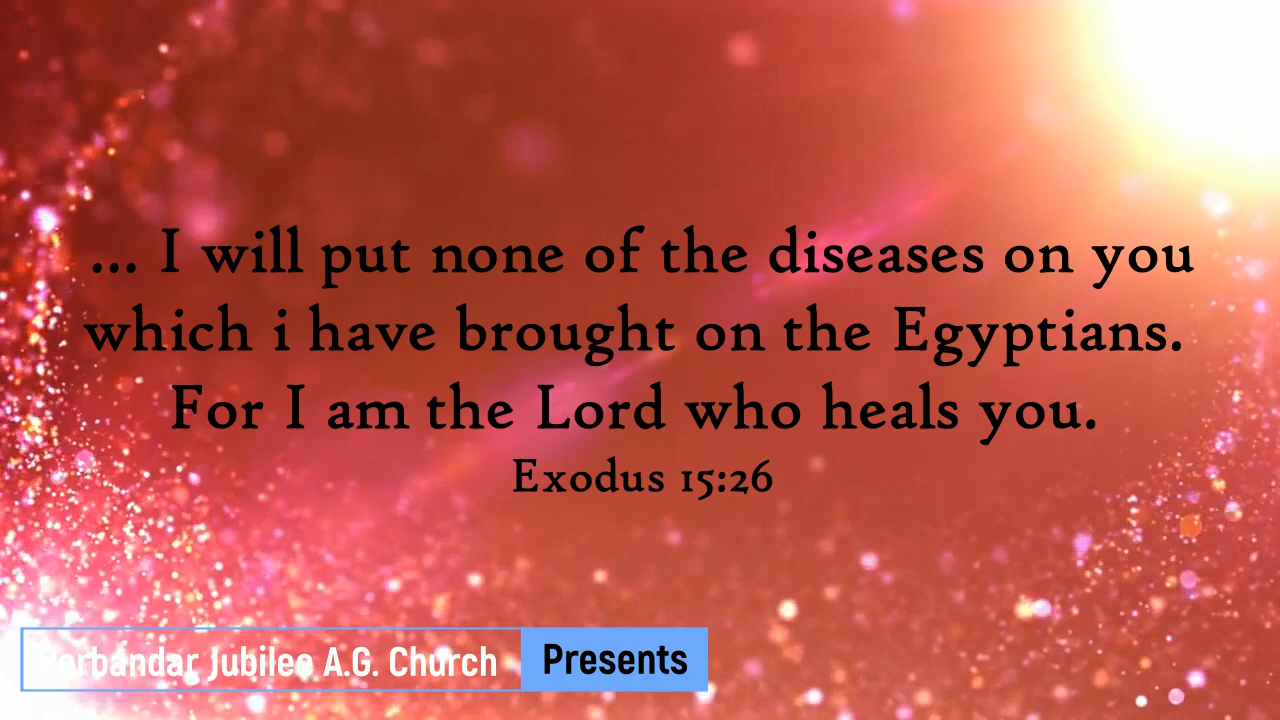 ... I will put none of the diseases on you
which i have brought on the Egyptians.
For I am the Lord who heals you.
Exodus 15:26
Porbandar Jubilee A.G. Church Presents